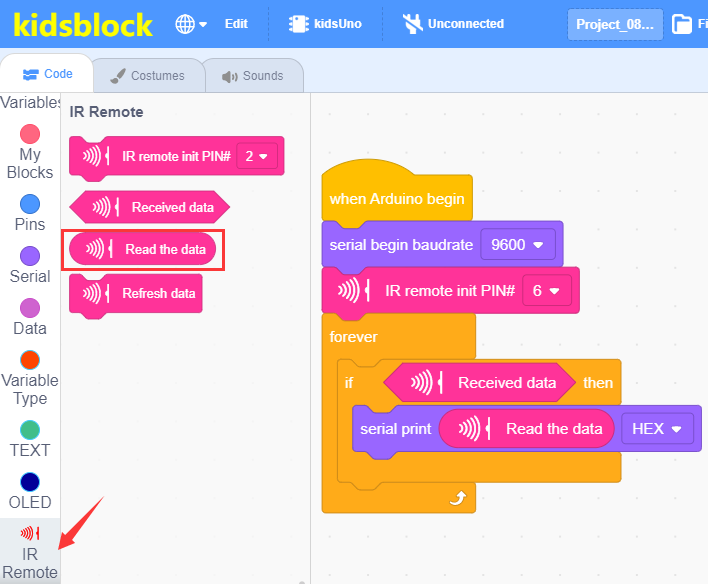 kidsblock
Edit
kidsUno
Unconnected
Project_08...
Fi
Code
Costumes
Sounds
Variables
My
Blocks
Pins
Serial
Data
Variable
Type
TEXT
OLED
IR
Remote
IR Remote
IR remote init PIN# 2
Received data
Read the data
Refresh data
when Arduino begin
serial begin baudrate 9600
IR remote init PIN# 6
forever
if Received data then
serial print Read the data HEX